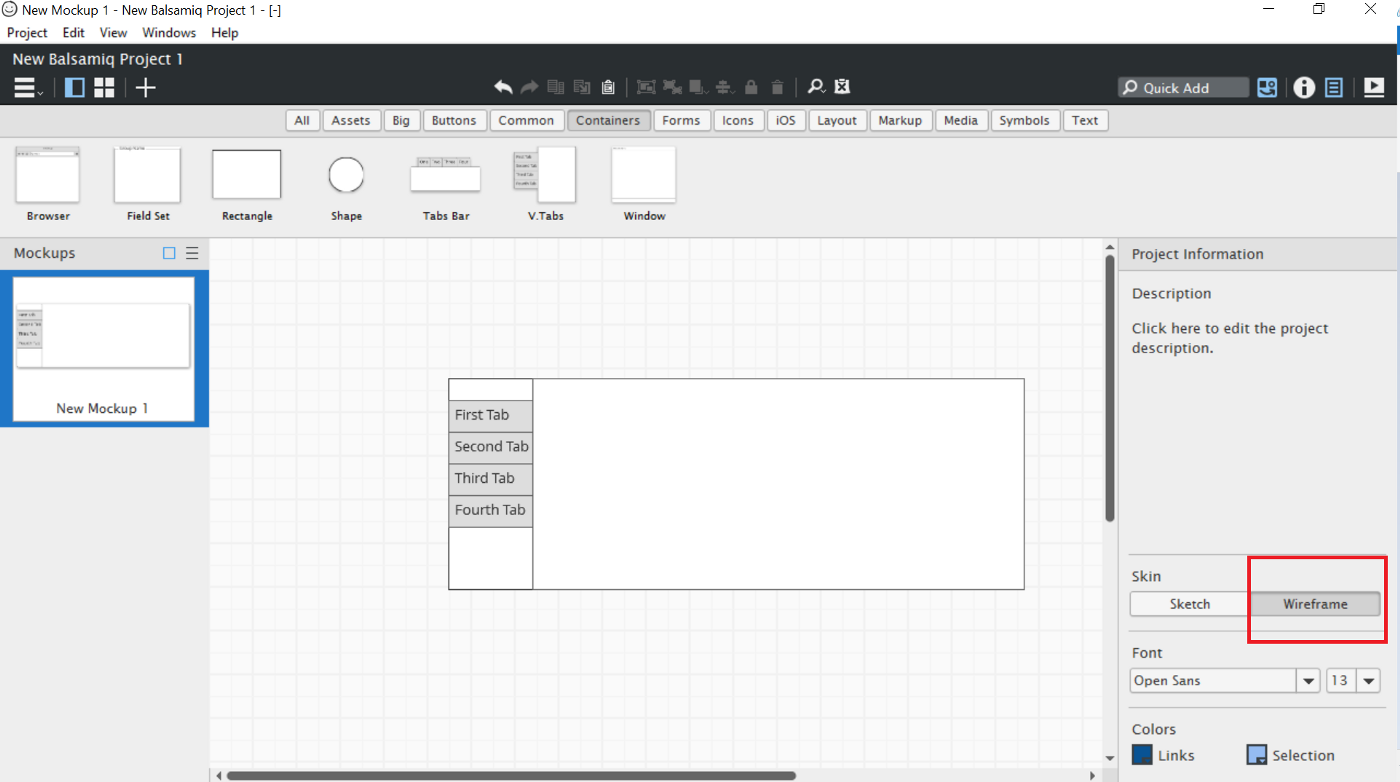 New Mockup 1 - New Balsamiq Project 1 - [-]
Project Edit View Windows Help
New Balsamiq Project 1
Quick Add
All Assets Big Buttons Common Containers Forms Icons iOS Layout Markup Media Symbols Text
Browser Field Set Rectangle Shape Tabs Bar V.Tabs Window
Mockups
New Mockup 1
First Tab
Second Tab
Third Tab
Fourth Tab
Project Information
Description
Click here to edit the project
description.
Skin
Sketch Wireframe
Font
Open Sans 13
Colors
Links Selection